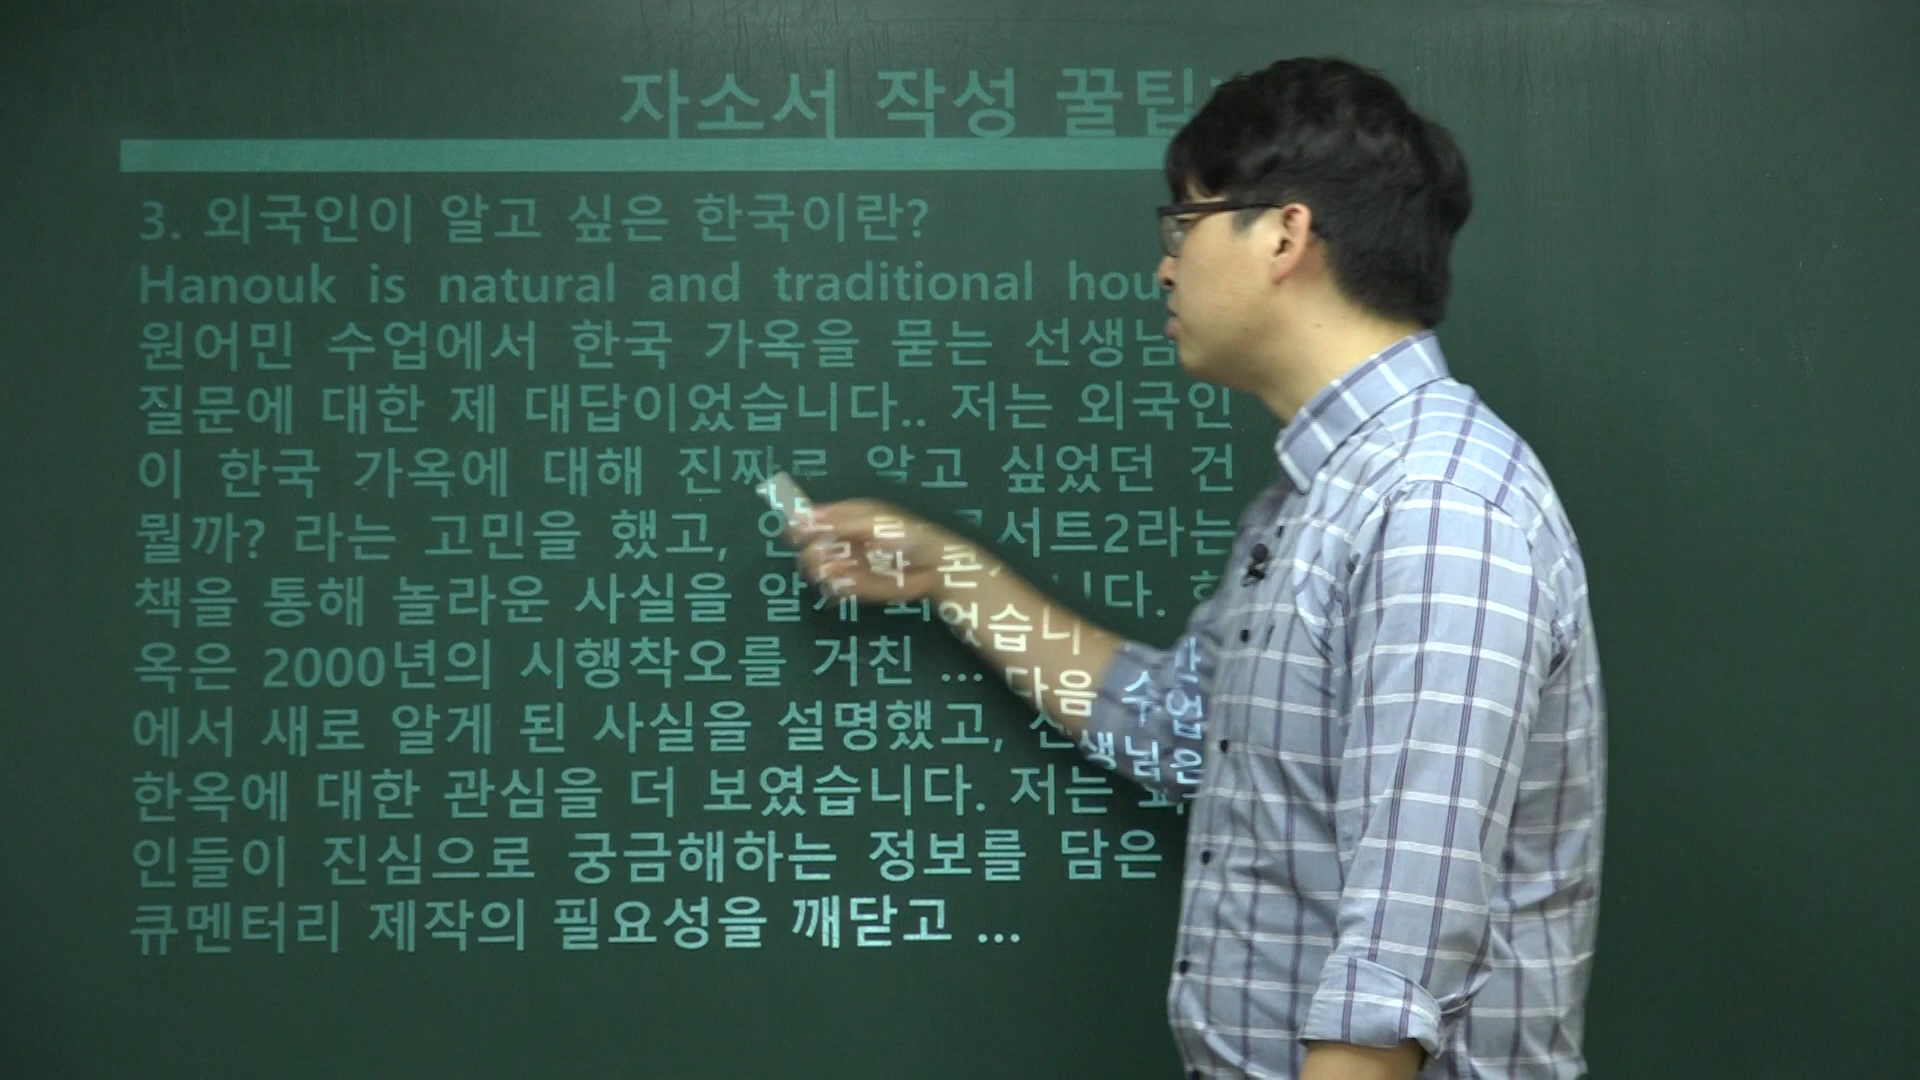 자소서 작성 꿀팁
3. 외국인이 알고 싶은 한국이란?
Hanouk is natural and traditional
원어민 수업에서 한국 가옥을 묻는 선생님
질문에 대한 제 대답이었습니다.. 저는 외국인
이 한국 가옥에 대해 진짜로 알고 싶었던 건
뭘까? 라는 고민을 했고, 인문학 콘서트2라는
책을 통해 놀라운 사실을 알게 되었습니다.
옥은 2000년의 시행착오를 거친 ... 다음 수업
에서 새로 알게 된 사실을 설명했고, 선생님은
한옥에 대한 관심을 더 보였습니다. 저는
인들이 진심으로 궁금해하는 정보를 담은
큐멘터리 제작의 필요성을 깨닫고 ...